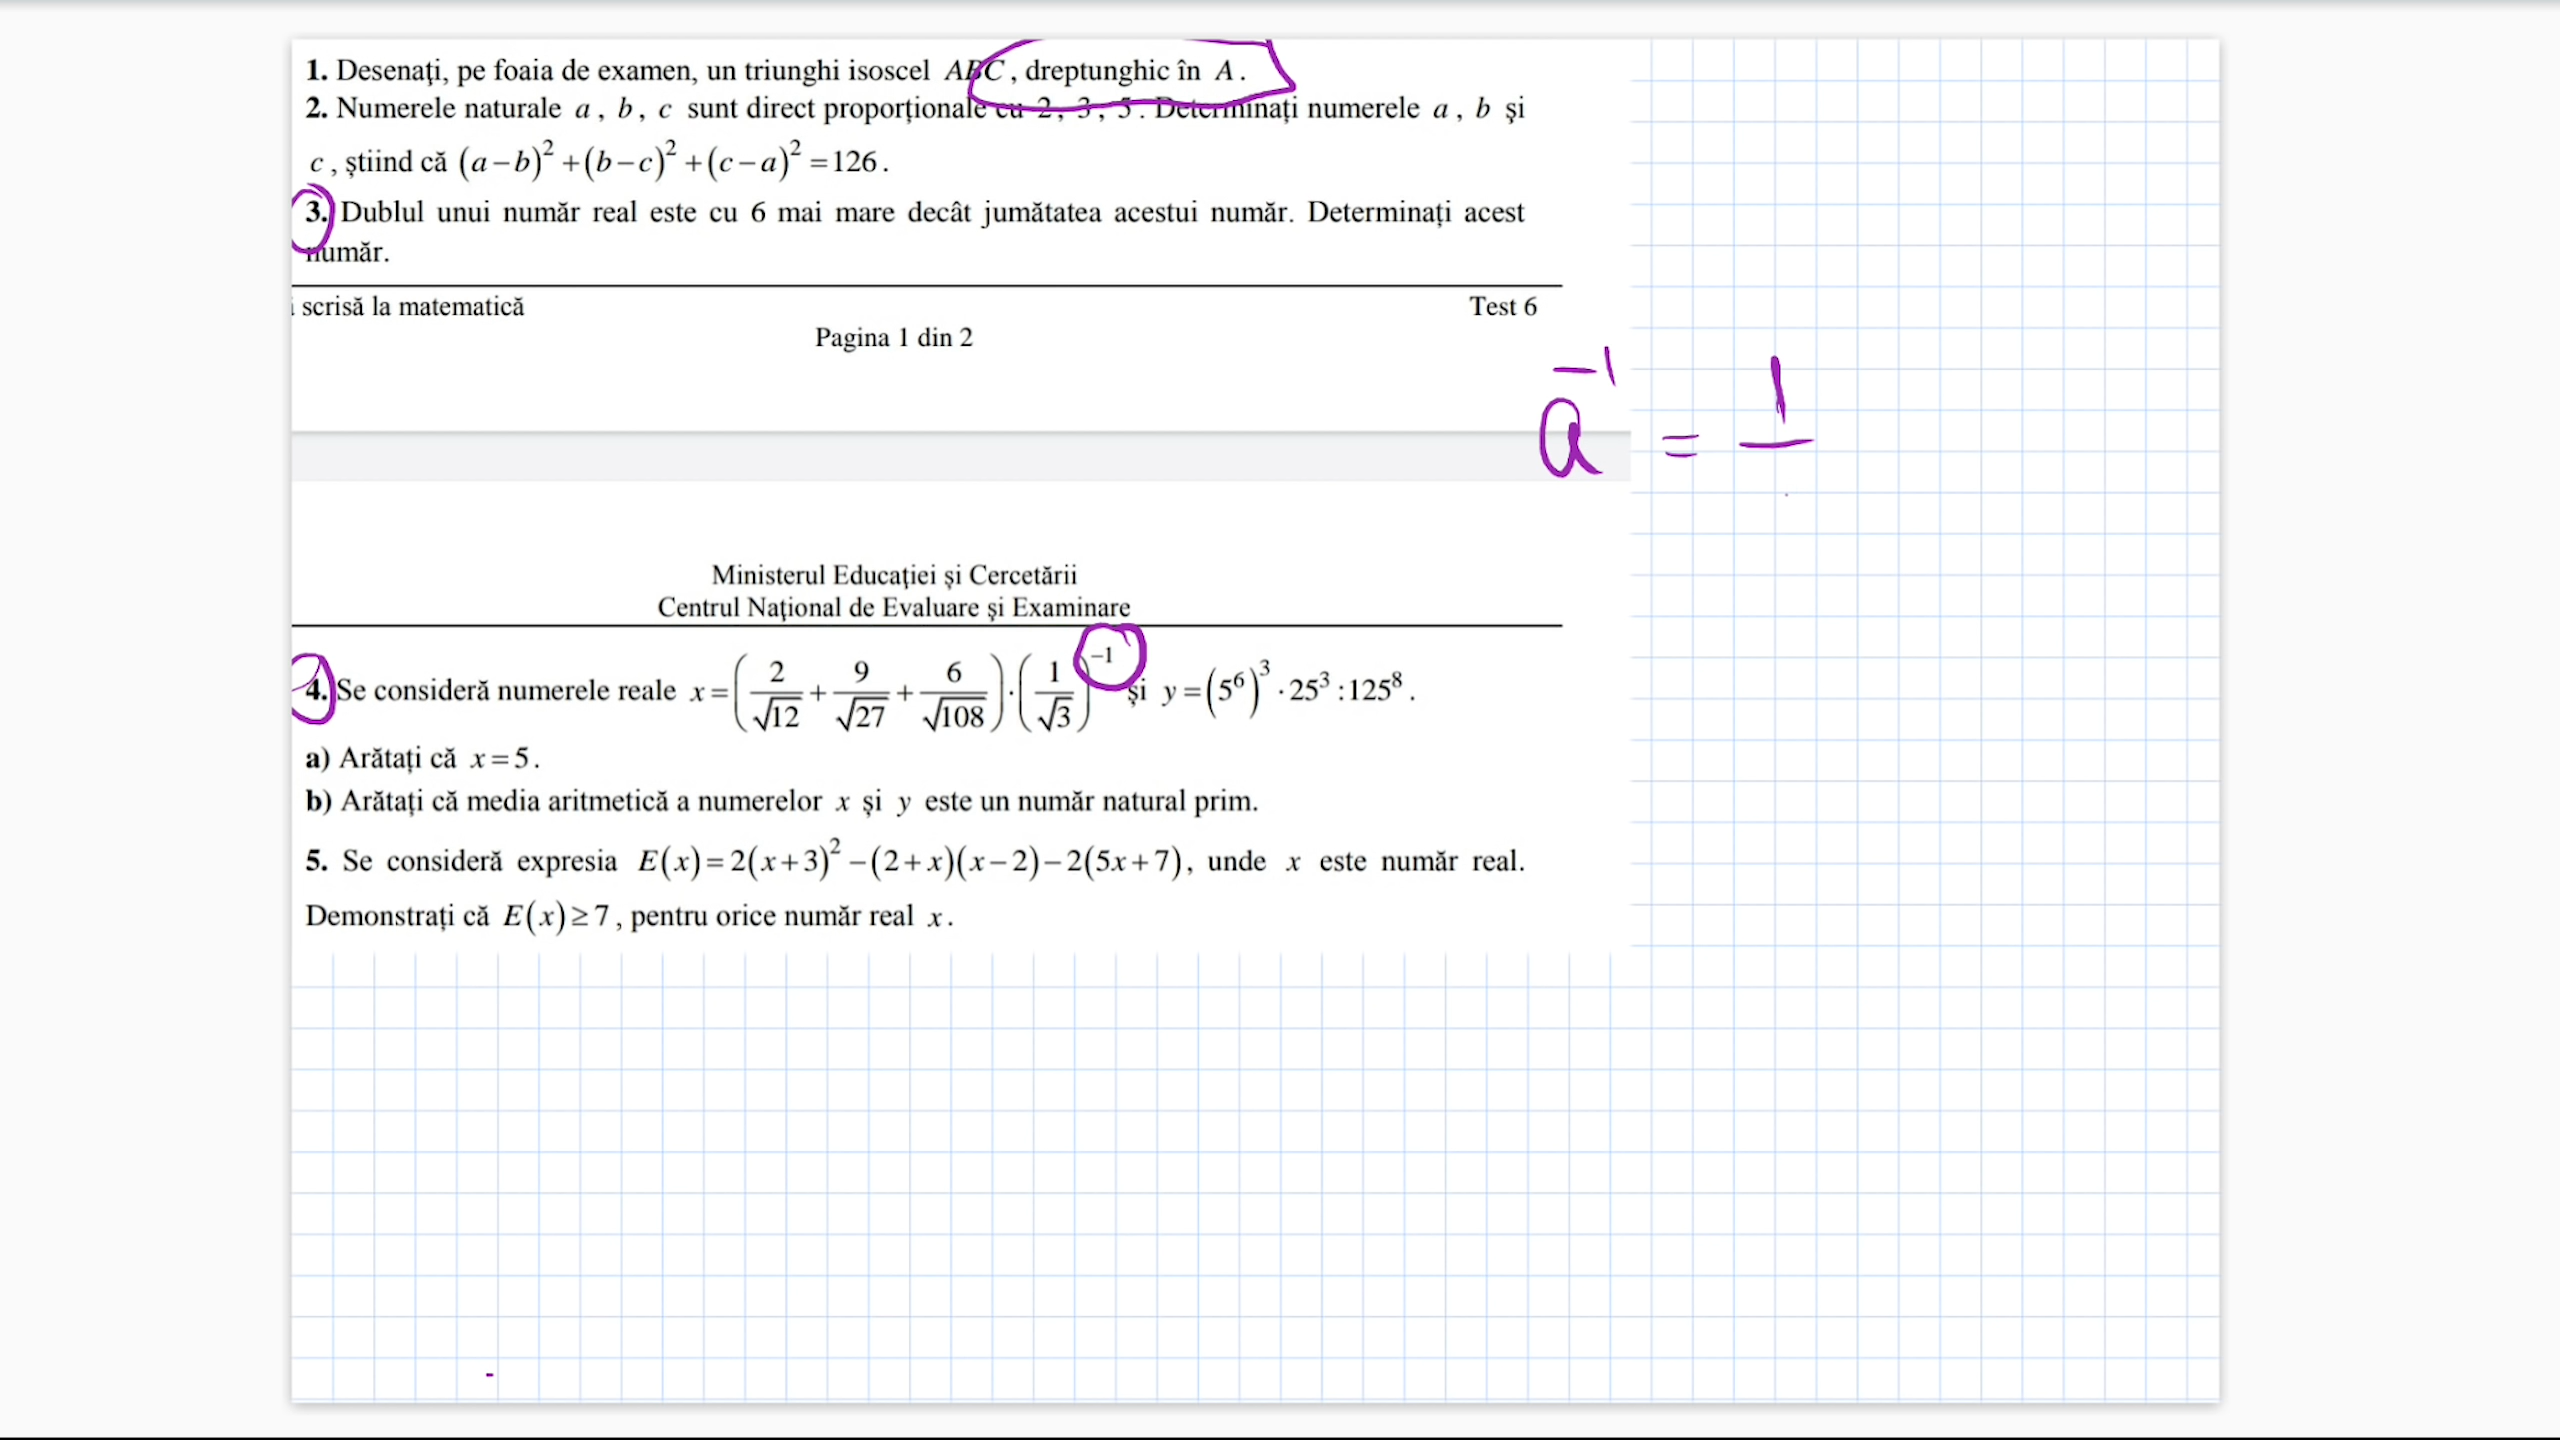 1. Desenați, pe foaia de examen, un triunghi isoscel ABC, dreptunghic în A.
2. Numerele naturale a, b, c sunt direct proporționale cu 2, 3, 5. Determinați numerele a, b și
c, știind că (a−b)² + (b−c)² + (c−a)² = 126.
3. Dublul unui număr real este cu 6 mai mare decât jumătatea acestui număr. Determinați acest
număr.
scrisă la matematică Test 6
Pagina 1 din 2
a⁻¹ = 1/
Ministerul Educației și Cercetării
Centrul Național de Evaluare și Examinare
4. Se consideră numerele reale x = (2/√12 + 9/√27 + 6/√108) · (1/√3)⁻¹ și y = (5⁶)³ · 25³ : 125⁸.
a) Arătați că x = 5.
b) Arătați că media aritmetică a numerelor x și y este un număr natural prim.
5. Se consideră expresia E(x) = 2(x+3)² − (2+x)(x−2) − 2(5x+7), unde x este număr real.
Demonstrați că E(x) ≥ 7, pentru orice număr real x.